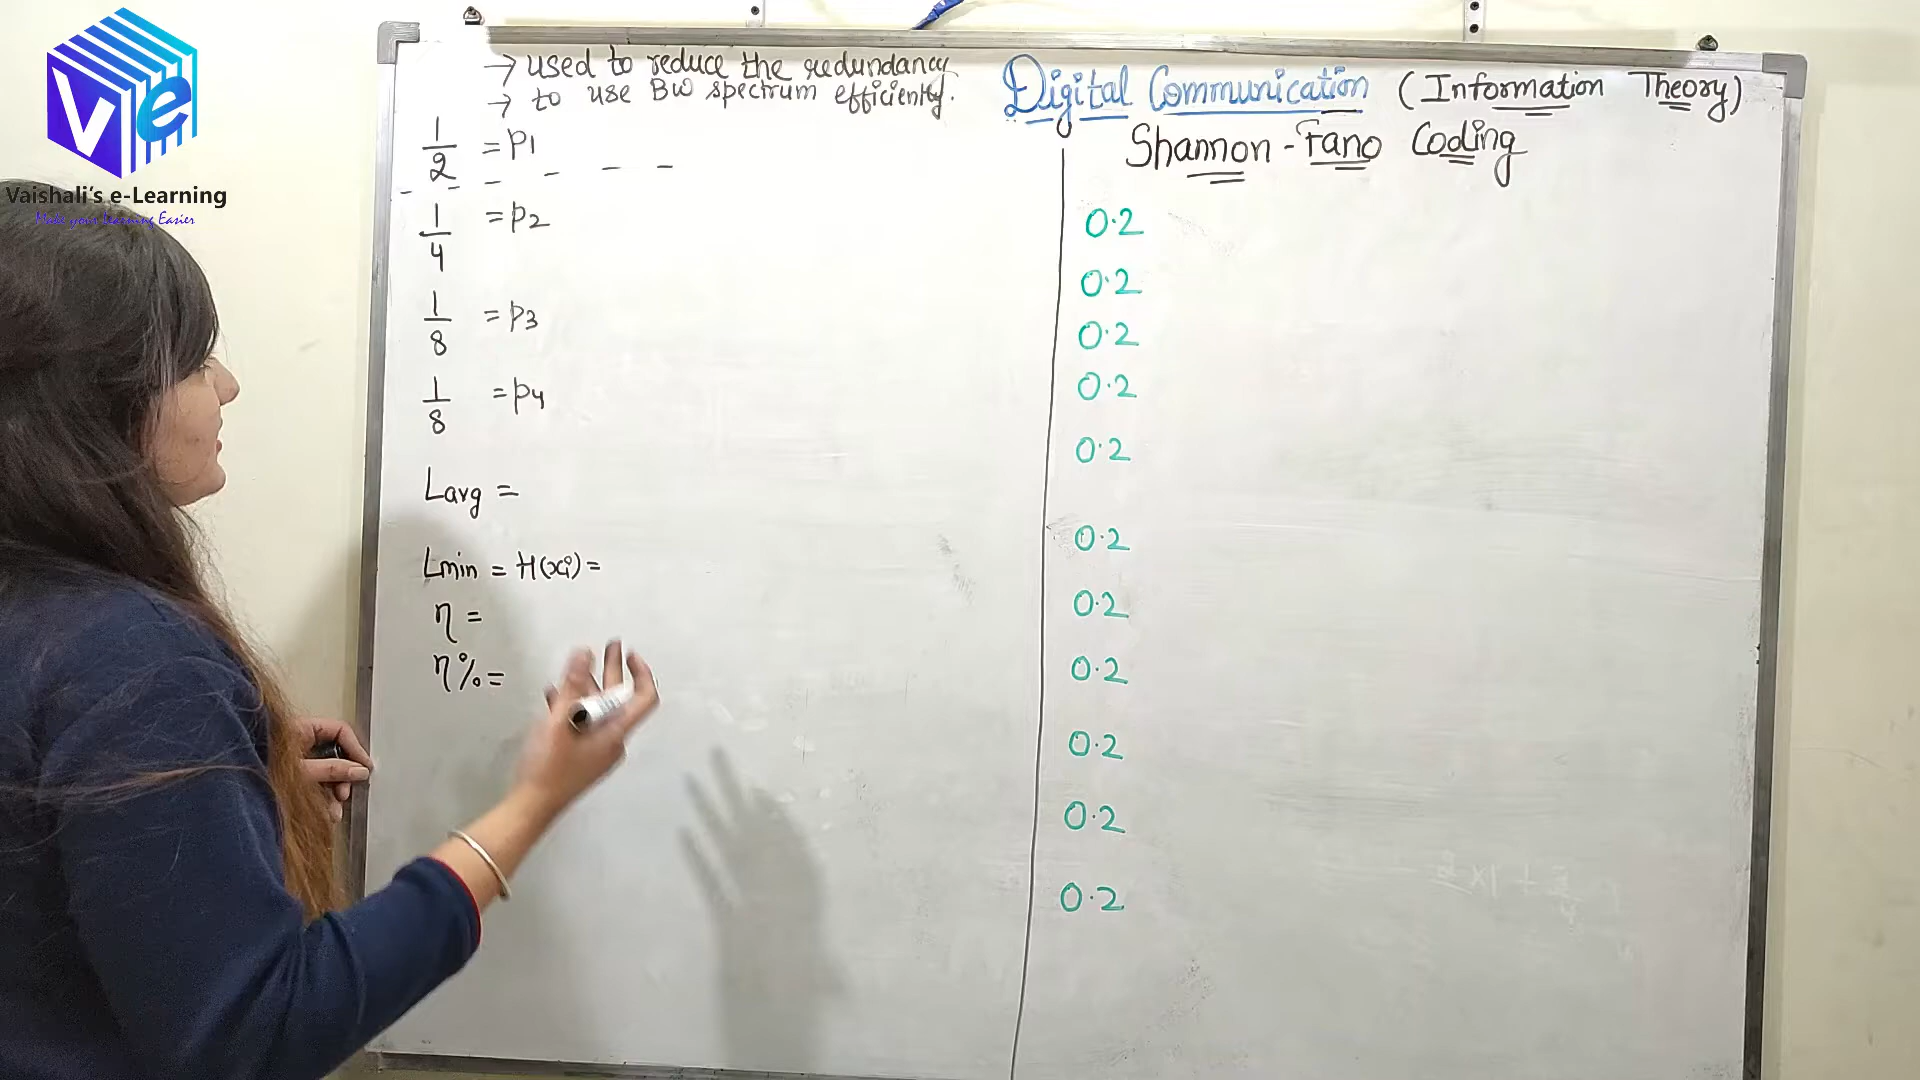 Ve
Vaishali's e-Learning
Make your Learning Easier
→ used to reduce the redundancy
→ to use BW spectrum efficiently.
Digital Communication (Information Theory)
Shannon-Fano Coding
1/2 = P1
1/4 = P2
1/8 = P3
1/8 = P4
Lavg =
Lmin = H(xi) =
η =
η% =
0.2
0.2
0.2
0.2
0.2
0.2
0.2
0.2
0.2
0.2
0.2